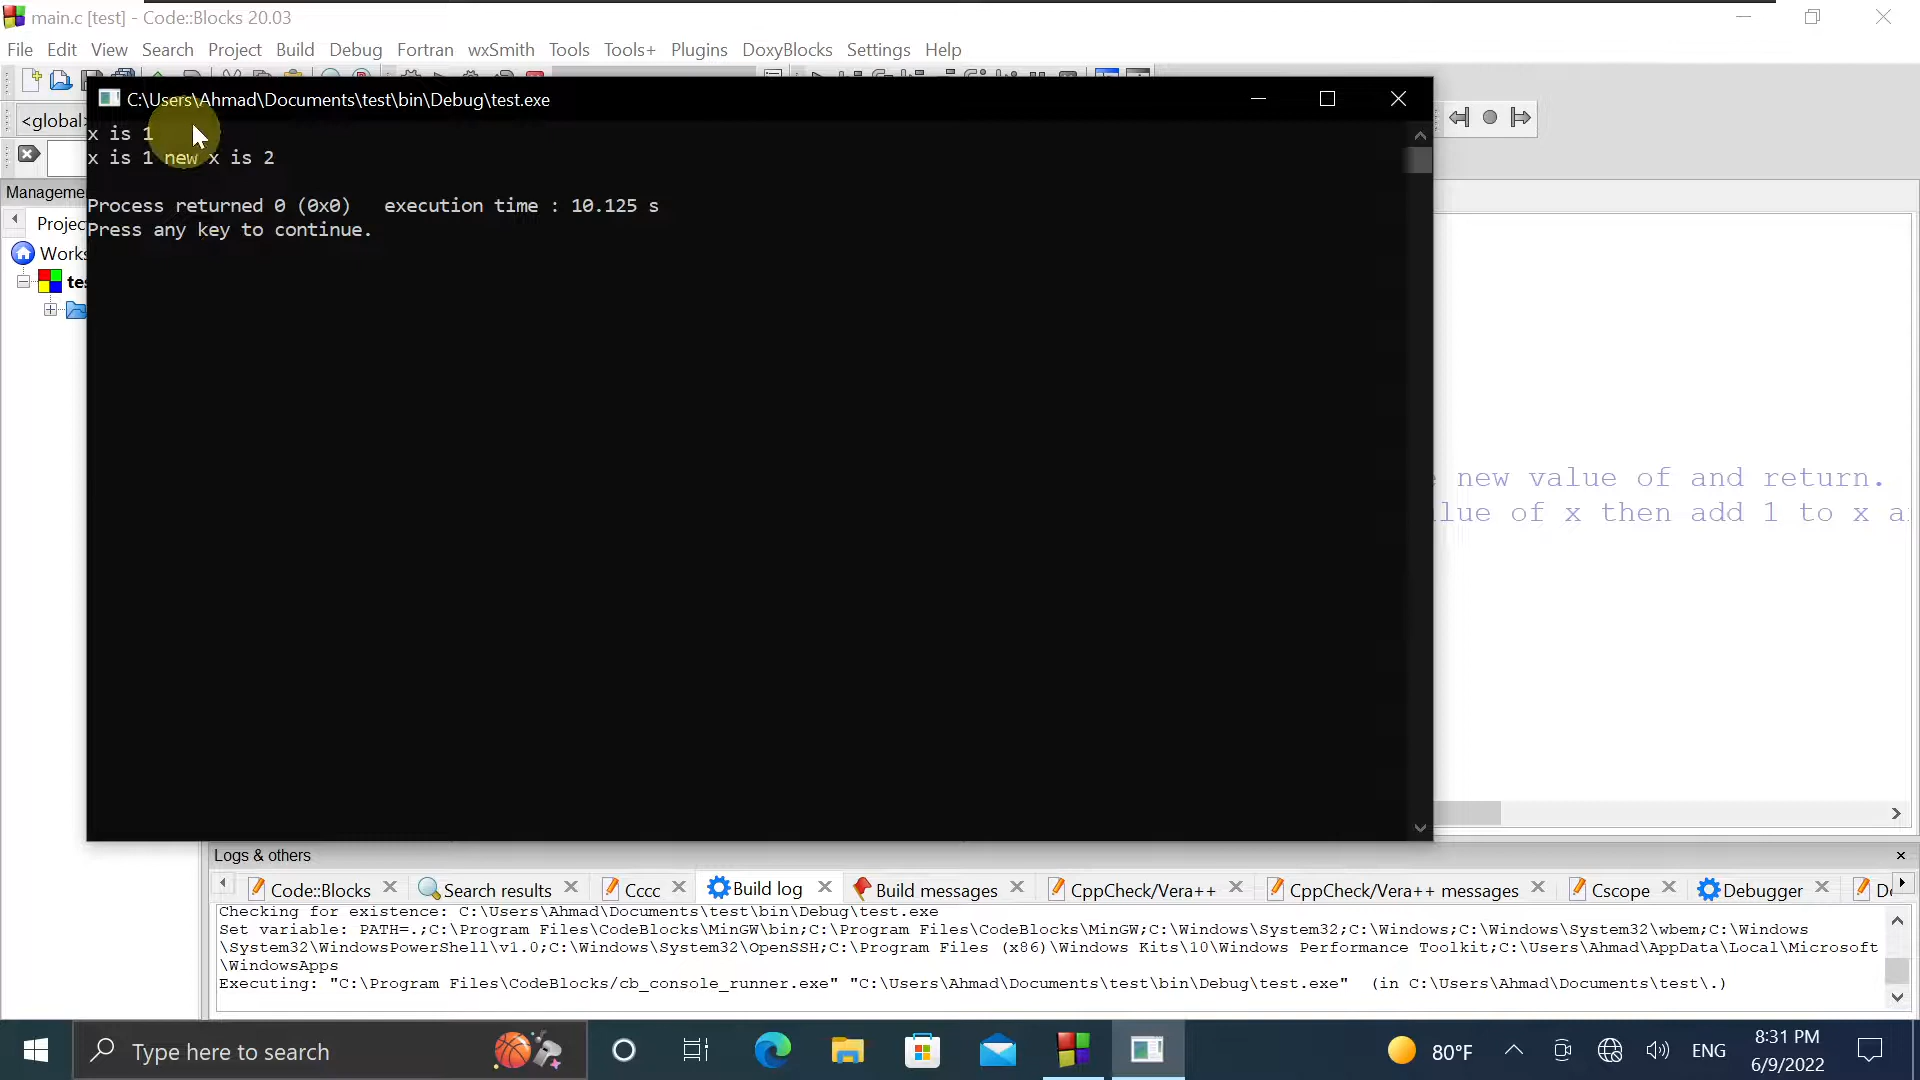 main.c [test] - Code::Blocks 20.03
File Edit View Search Project Build Debug Fortran wxSmith Tools Tools+ Plugins DoxyBlocks Settings Help
C:\Users\Ahmad\Documents\test\bin\Debug\test.exe
<global>
x is 1
x is 1 new x is 2
Process returned 0 (0x0)   execution time : 10.125 s
Press any key to continue.
new value of and return.
of x then add 1 to x
Logs & others
Code::Blocks Search results Cccc Build log Build messages CppCheck/Vera++ CppCheck/Vera++ messages Cscope Debugger
Checking for existence: C:\Users\Ahmad\Documents\test\bin\Debug\test.exe
Set variable: PATH=.;C:\Program Files\CodeBlocks\MinGW\bin;C:\Program Files\CodeBlocks\MinGW;C:\Windows\System32;C:\Windows;C:\Windows\System32\wbem;C:\Windows
\System32\WindowsPowerShell\v1.0;C:\Windows\System32\OpenSSH;C:\Program Files (x86)\Windows Kits\10\Windows Performance Toolkit;C:\Users\Ahmad\AppData\Local\Microsoft
\WindowsApps
Executing: "C:\Program Files\CodeBlocks/cb_console_runner.exe" "C:\Users\Ahmad\Documents\test\bin\Debug\test.exe"  (in C:\Users\Ahmad\Documents\test\.)
Type here to search
80°F
ENG
8:31 PM
6/9/2022